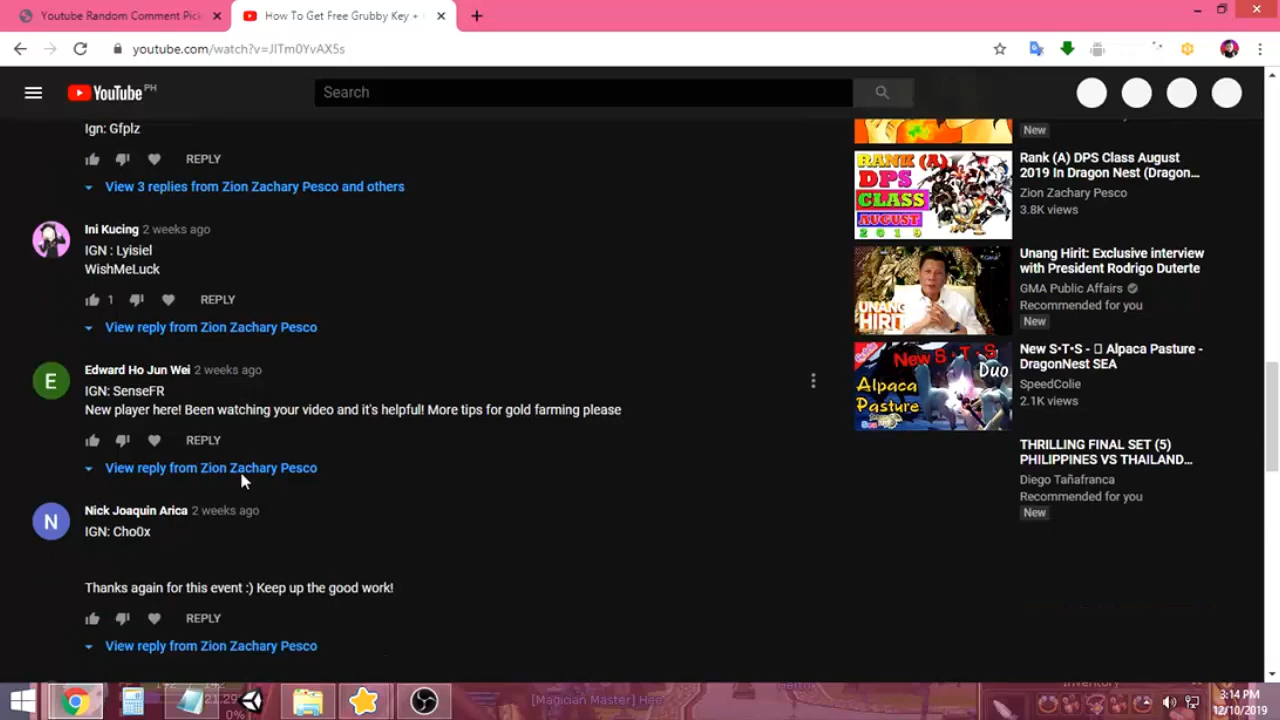 Youtube Random Comment Pick
How To Get Free Grubby Key +
youtube.com/watch?v=JITm0YvAX5s
YouTube PH
Search
Ign: Gfplz
REPLY
View 3 replies from Zion Zachary Pesco and others
Ini Kucing 2 weeks ago
IGN : Lyisiel
WishMeLuck
1 REPLY
View reply from Zion Zachary Pesco
Edward Ho Jun Wei 2 weeks ago
IGN: SenseFR
New player here! Been watching your video and it's helpful! More tips for gold farming please
REPLY
View reply from Zion Zachary Pesco
E
Nick Joaquin Arica 2 weeks ago
IGN: Cho0x
N
Thanks again for this event :) Keep up the good work!
REPLY
View reply from Zion Zachary Pesco
New
RANK (A)
DPS
CLASS
AUGUST
2019
Rank (A) DPS Class August
2019 In Dragon Nest (Dragon...
Zion Zachary Pesco
3.8K views
UNANG
HIRIT
Unang Hirit: Exclusive interview
with President Rodrigo Duterte
GMA Public Affairs
Recommended for you
New
New S•T•S
Duo
Alpaca
Pasture
New S•T•S - Alpaca Pasture -
DragonNest SEA
SpeedColie
2.1K views
THRILLING FINAL SET (5)
PHILIPPINES VS THAILAND...
Diego Tañafranca
Recommended for you
New
[Magician Master] Hee
Inventory
0%
3:14 PM
12/10/2019